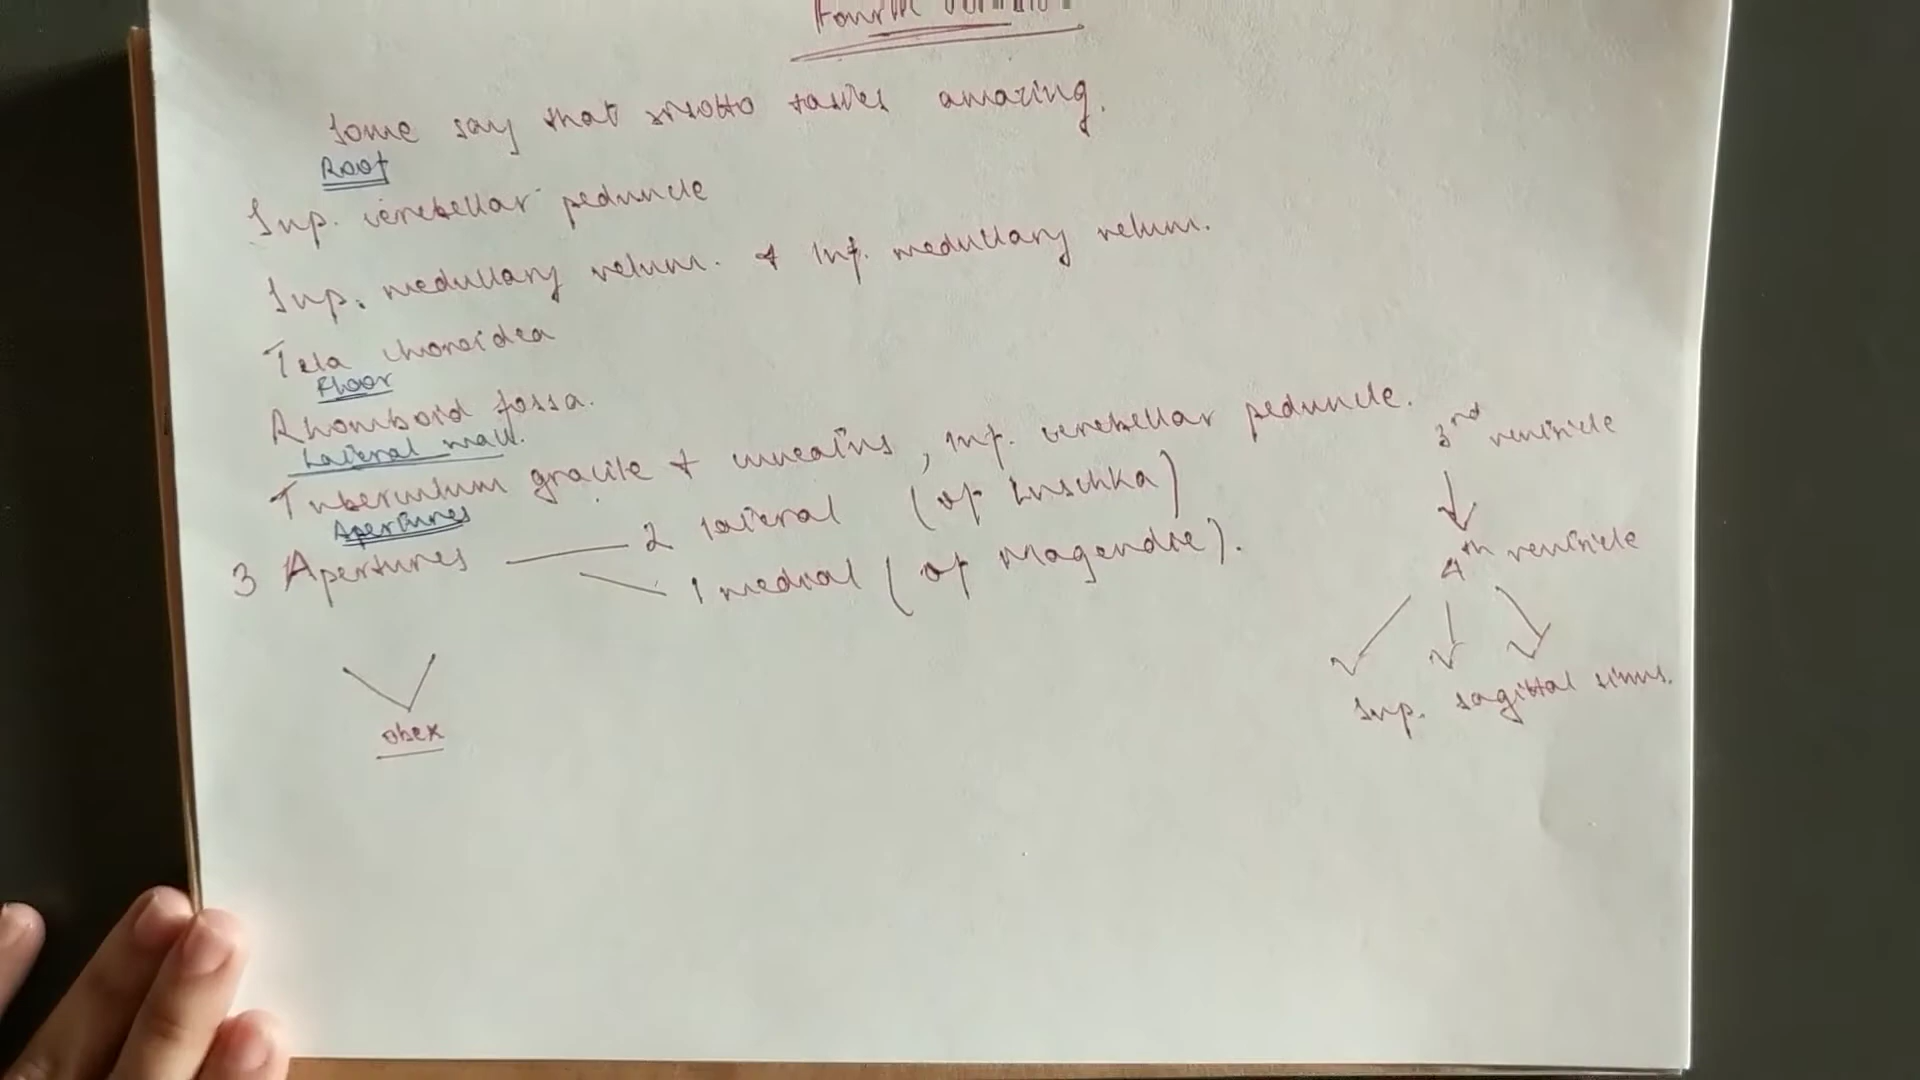 Fourth
Some say that risotto tastes amazing.
Roof
Sup. cerebellar peduncle
Sup. medullary velum. & Inf. medullary velum.
Tela choroidea
Floor
Rhomboid fossa.
Lateral wall.
Tuberculum gracile & cuneatus, inf. cerebellar peduncle.
Apertures
3 Apertures 2 lateral (of Luschka)
1 medial (of Magendie).
obex
3rd ventricle
4th ventricle
Sup. sagittal sinus.